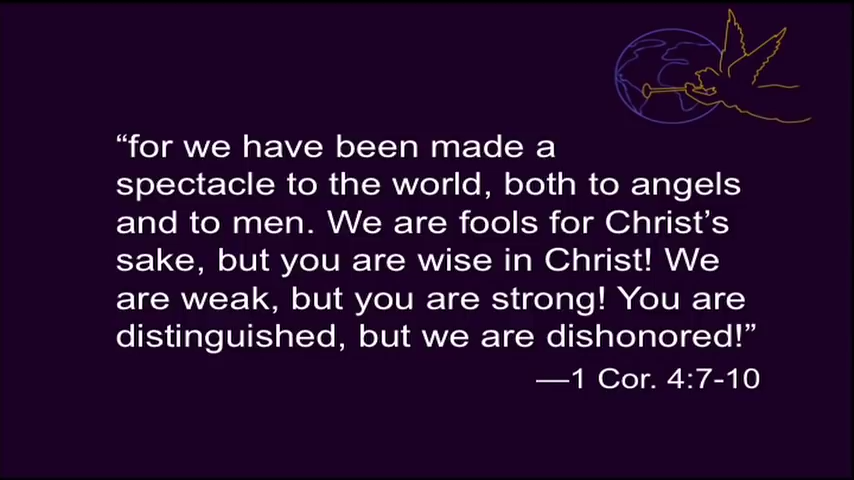 “for we have been made a
spectacle to the world, both to angels
and to men. We are fools for Christ’s
sake, but you are wise in Christ! We
are weak, but you are strong! You are
distinguished, but we are dishonored!”
—1 Cor. 4:7-10